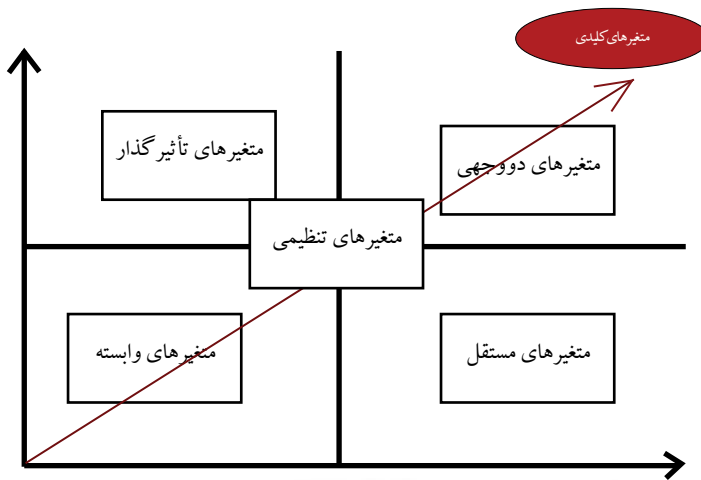 متغیرهای کلیدی
متغیرهای تأثیر گذار
متغیرهای دووجهی
متغیرهای تنظیمی
متغیرهای وابسته
متغیرهای مستقل